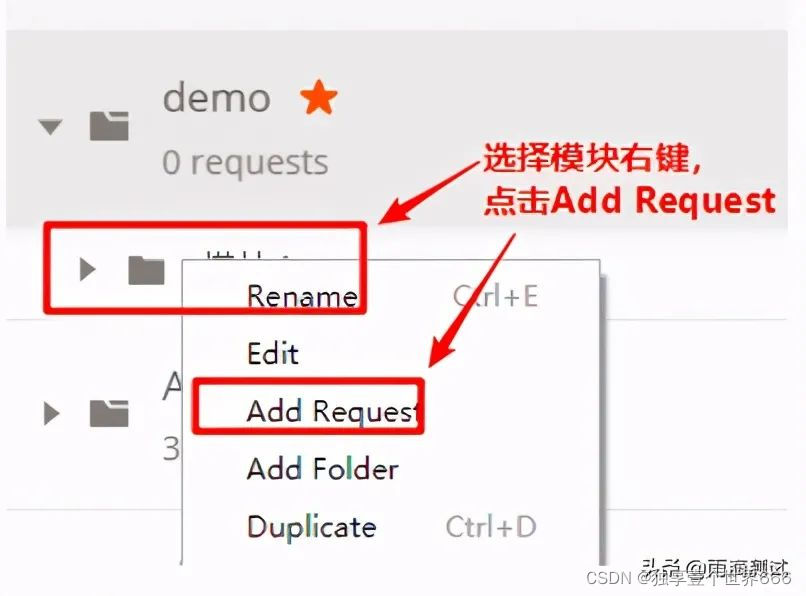 demo
0 requests
选择模块右键,
点击Add Request
Rename Ctrl+E
Edit
Add Request
Add Folder
Duplicate Ctrl+D
A
3
头条@雨滴测试
CSDN @独享壹个世界666